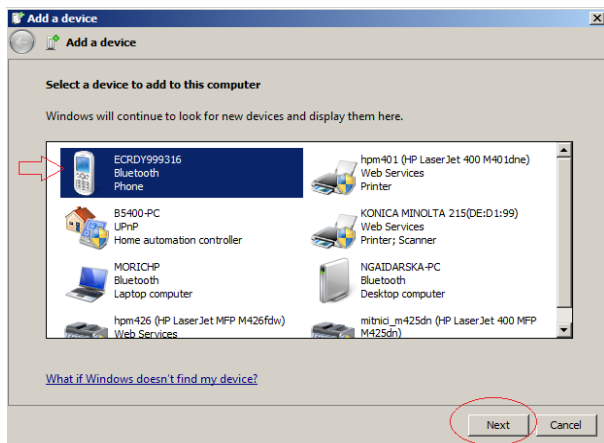 Add a device
Add a device
Select a device to add to this computer
Windows will continue to look for new devices and display them here.
ECRDY999316
Bluetooth
Phone
hpm401 (HP LaserJet 400 M401dne)
Web Services
Printer
B5400-PC
UPnP
Home automation controller
KONICA MINOLTA 215(DE:D1:99)
Web Services
Printer; Scanner
MORICHP
Bluetooth
Laptop computer
NGAIDARSKA-PC
Bluetooth
Desktop computer
hpm426 (HP LaserJet MFP M426fdw)
Web Services
mitnici_m425dn (HP LaserJet 400 MFP
M425dn)
What if Windows doesn't find my device?
Next
Cancel